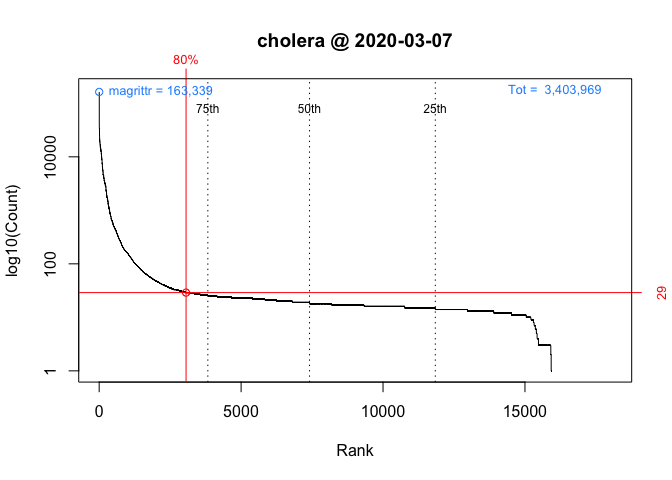 cholera @ 2020-03-07
80%
magrittr = 163,339
Tot = 3,403,969
75th
50th
25th
log10(Count)
10000
100
1
29
0
5000
10000
15000
Rank